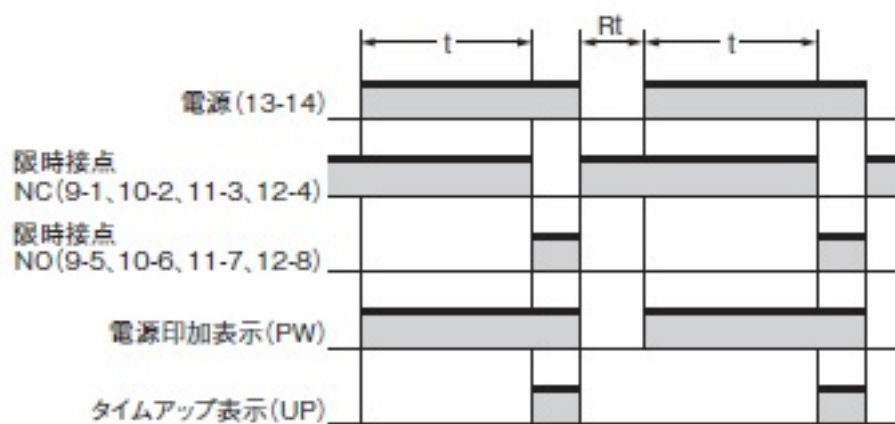 t Rt t
電源(13-14)
限時接点
NC(9-1、10-2、11-3、12-4)
限時接点
NO(9-5、10-6、11-7、12-8)
電源印加表示(PW)
タイムアップ表示(UP)